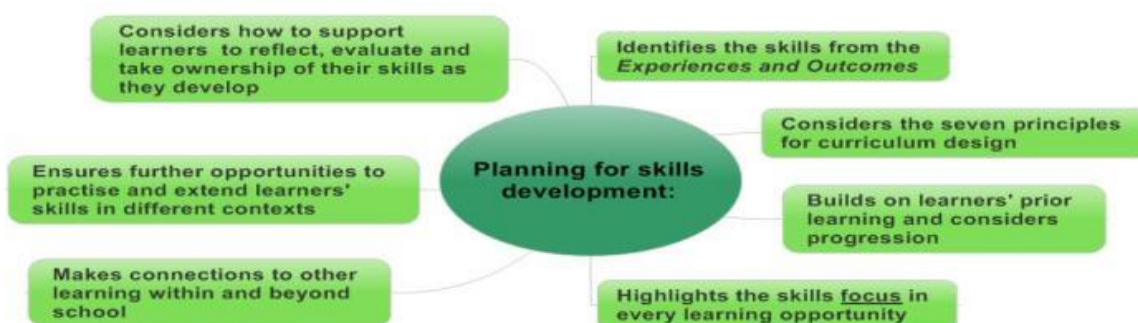 Considers how to support
learners to reflect, evaluate and
take ownership of their skills as
they develop
Identifies the skills from the
Experiences and Outcomes
Considers the seven principles
for curriculum design
Planning for skills
development:
Ensures further opportunities to
practise and extend learners'
skills in different contexts
Builds on learners' prior
learning and considers
progression
Makes connections to other
learning within and beyond
school
Highlights the skills focus in
every learning opportunity